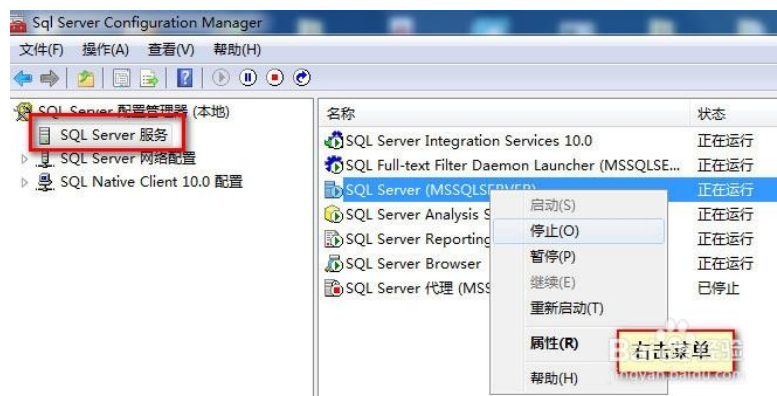 Sql Server Configuration Manager
文件(F) 操作(A) 查看(V) 帮助(H)
SQL Server 配置管理器 (本地)
SQL Server 服务
SQL Server 网络配置
SQL Native Client 10.0 配置
名称 状态
SQL Server Integration Services 10.0 正在运行
SQL Full-text Filter Daemon Launcher (MSSQLSE... 正在运行
SQL Server (MSSQLSERVER) 正在运行
SQL Server Analysis S 正在运行
SQL Server Reporting 正在运行
SQL Server Browser 正在运行
SQL Server 代理 (MSS 已停止
启动(S)
停止(O)
暂停(P)
继续(E)
重新启动(T)
属性(R)
帮助(H)
右击菜单